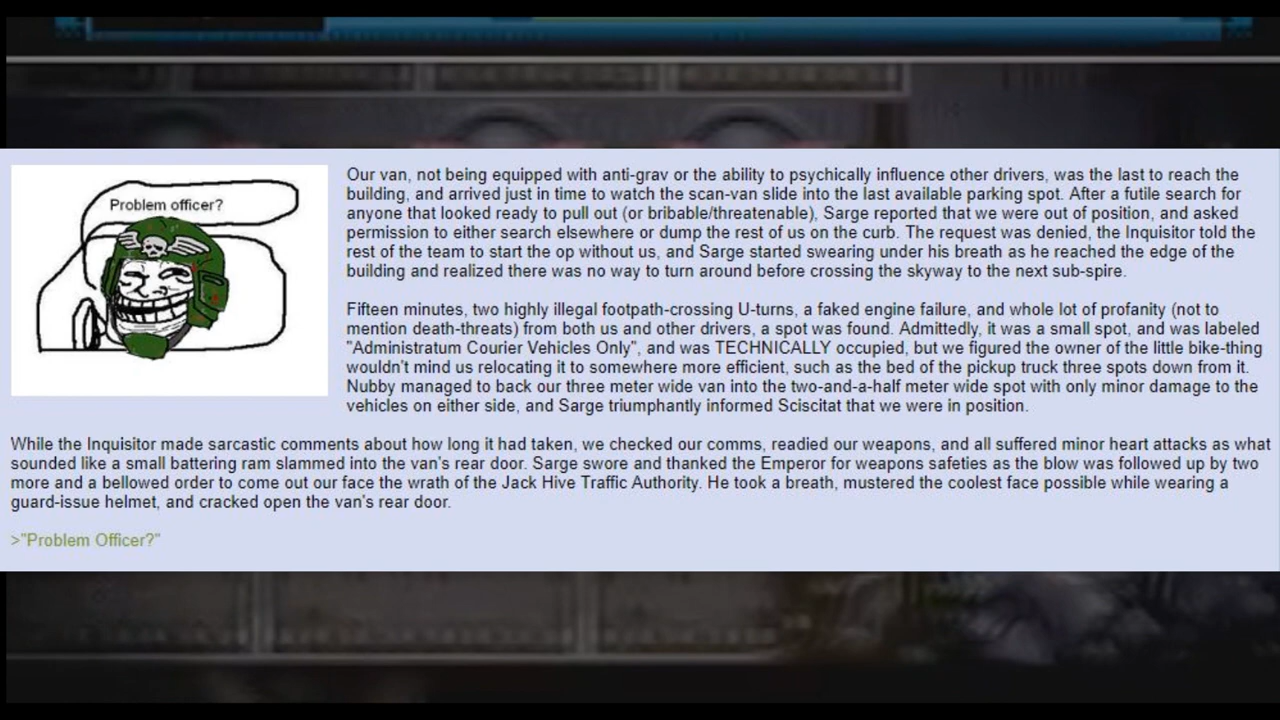 Problem officer?
Our van, not being equipped with anti-grav or the ability to psychically influence other drivers, was the last to reach the
building, and arrived just in time to watch the scan-van slide into the last available parking spot. After a futile search for
anyone that looked ready to pull out (or bribable/threatenable), Sarge reported that we were out of position, and asked
permission to either search elsewhere or dump the rest of us on the curb. The request was denied, the Inquisitor told the
rest of the team to start the op without us, and Sarge started swearing under his breath as he reached the edge of the
building and realized there was no way to turn around before crossing the skyway to the next sub-spire.
Fifteen minutes, two highly illegal footpath-crossing U-turns, a faked engine failure, and whole lot of profanity (not to
mention death-threats) from both us and other drivers, a spot was found. Admittedly, it was a small spot, and was labeled
"Administratum Courier Vehicles Only", and was TECHNICALLY occupied, but we figured the owner of the little bike-thing
wouldn't mind us relocating it to somewhere more efficient, such as the bed of the pickup truck three spots down from it.
Nubby managed to back our three meter wide van into the two-and-a-half meter wide spot with only minor damage to the
vehicles on either side, and Sarge triumphantly informed Sciscitat that we were in position.
While the Inquisitor made sarcastic comments about how long it had taken, we checked our comms, readied our weapons, and all suffered minor heart attacks as what
sounded like a small battering ram slammed into the van's rear door. Sarge swore and thanked the Emperor for weapons safeties as the blow was followed up by two
more and a bellowed order to come out our face the wrath of the Jack Hive Traffic Authority. He took a breath, mustered the coolest face possible while wearing a
guard-issue helmet, and cracked open the van's rear door.
>"Problem Officer?"